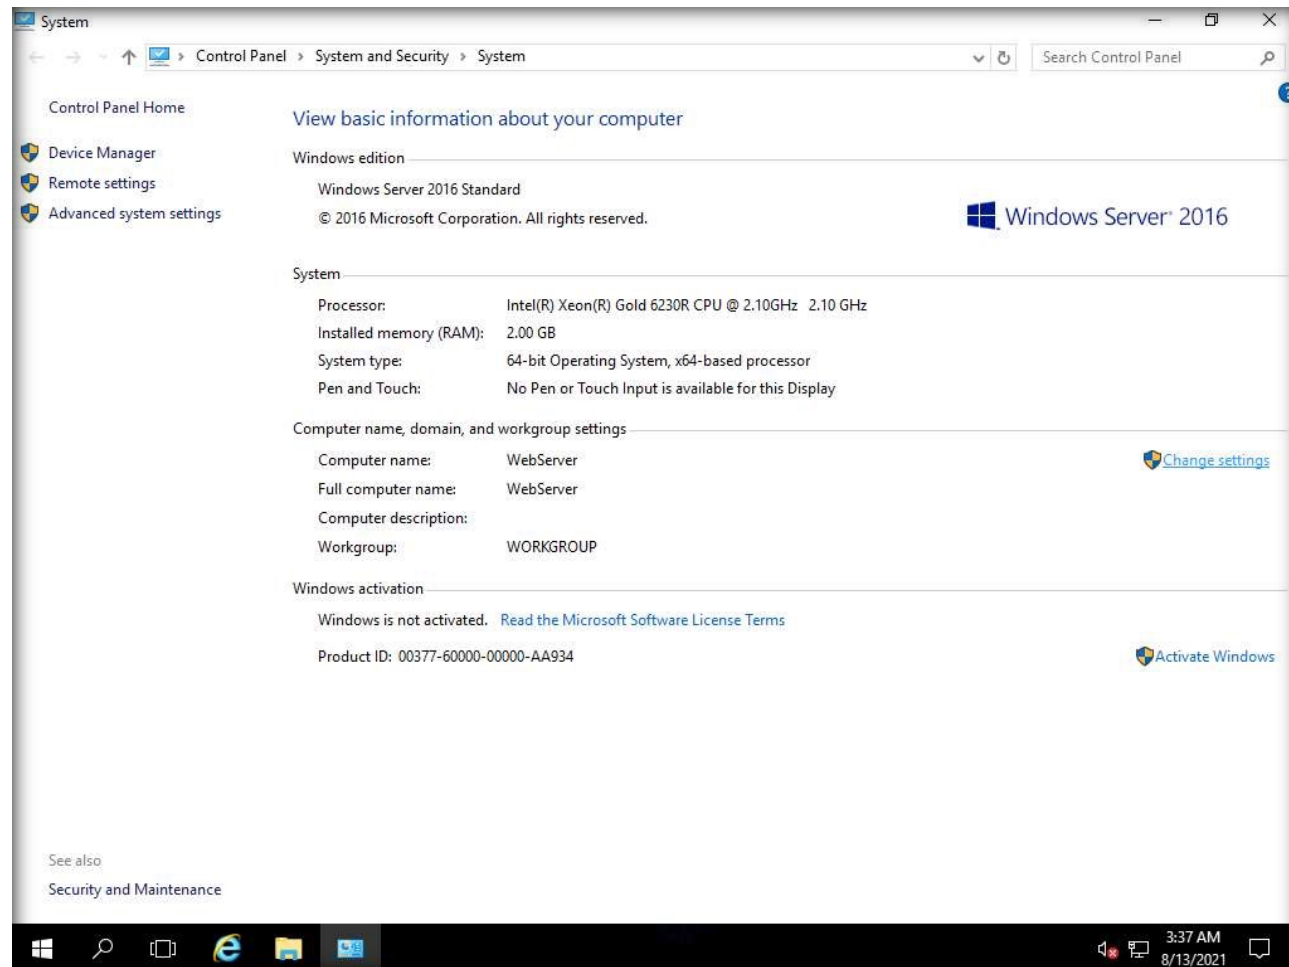 System
Control Panel › System and Security › System
Search Control Panel
Control Panel Home
Device Manager
Remote settings
Advanced system settings
View basic information about your computer
Windows edition
Windows Server 2016 Standard
© 2016 Microsoft Corporation. All rights reserved.
Windows Server® 2016
System
Processor: Intel(R) Xeon(R) Gold 6230R CPU @ 2.10GHz 2.10 GHz
Installed memory (RAM): 2.00 GB
System type: 64-bit Operating System, x64-based processor
Pen and Touch: No Pen or Touch Input is available for this Display
Computer name, domain, and workgroup settings
Computer name: WebServer Change settings
Full computer name: WebServer
Computer description:
Workgroup: WORKGROUP
Windows activation
Windows is not activated. Read the Microsoft Software License Terms
Product ID: 00377-60000-00000-AA934 Activate Windows
See also
Security and Maintenance
3:37 AM
8/13/2021